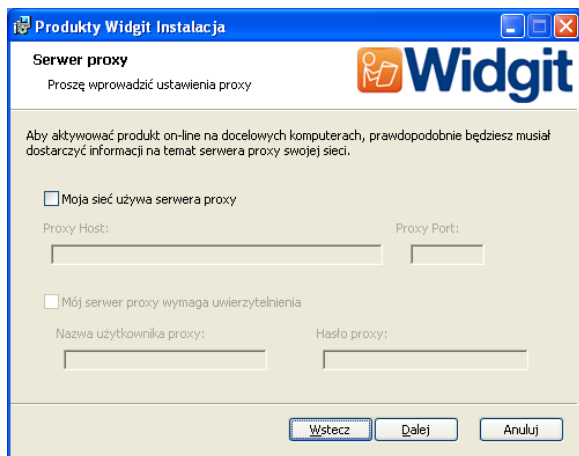 Produkty Widgit Instalacja
Serwer proxy
Proszę wprowadzić ustawienia proxy
Widgit
Aby aktywować produkt on-line na docelowych komputerach, prawdopodobnie będziesz musiał
dostarczyć informacji na temat serwera proxy swojej sieci.
Moja sieć używa serwera proxy
Proxy Host: Proxy Port:
Mój serwer proxy wymaga uwierzytelnienia
Nazwa użytkownika proxy: Hasło proxy:
Wstecz Dalej Anuluj